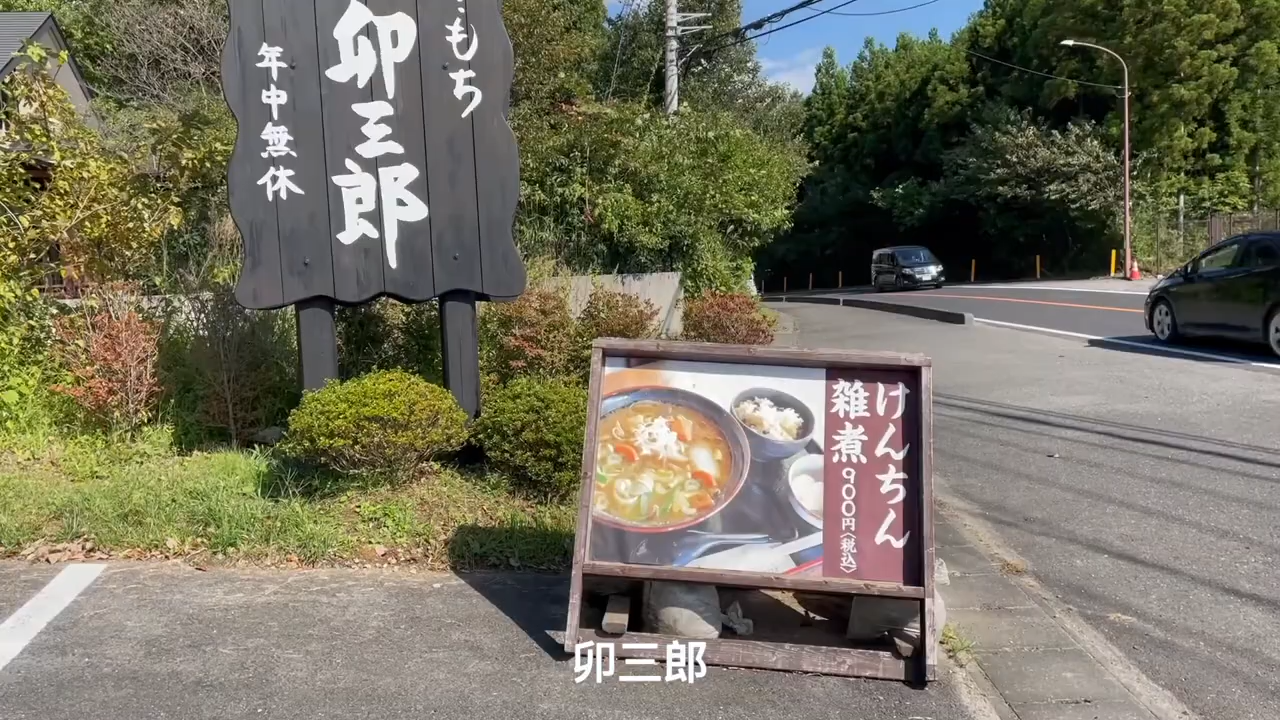 もち
卯三郎
年中無休
けんちん
雑煮
900円〈税込〉
卯三郎